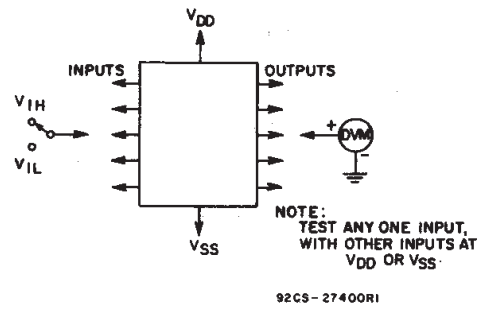 VDD
INPUTS
OUTPUTS
VIH
VIL
+
DVM
-
VSS
NOTE:
TEST ANY ONE INPUT,
WITH OTHER INPUTS AT
VDD OR VSS.
92CS-27400RI